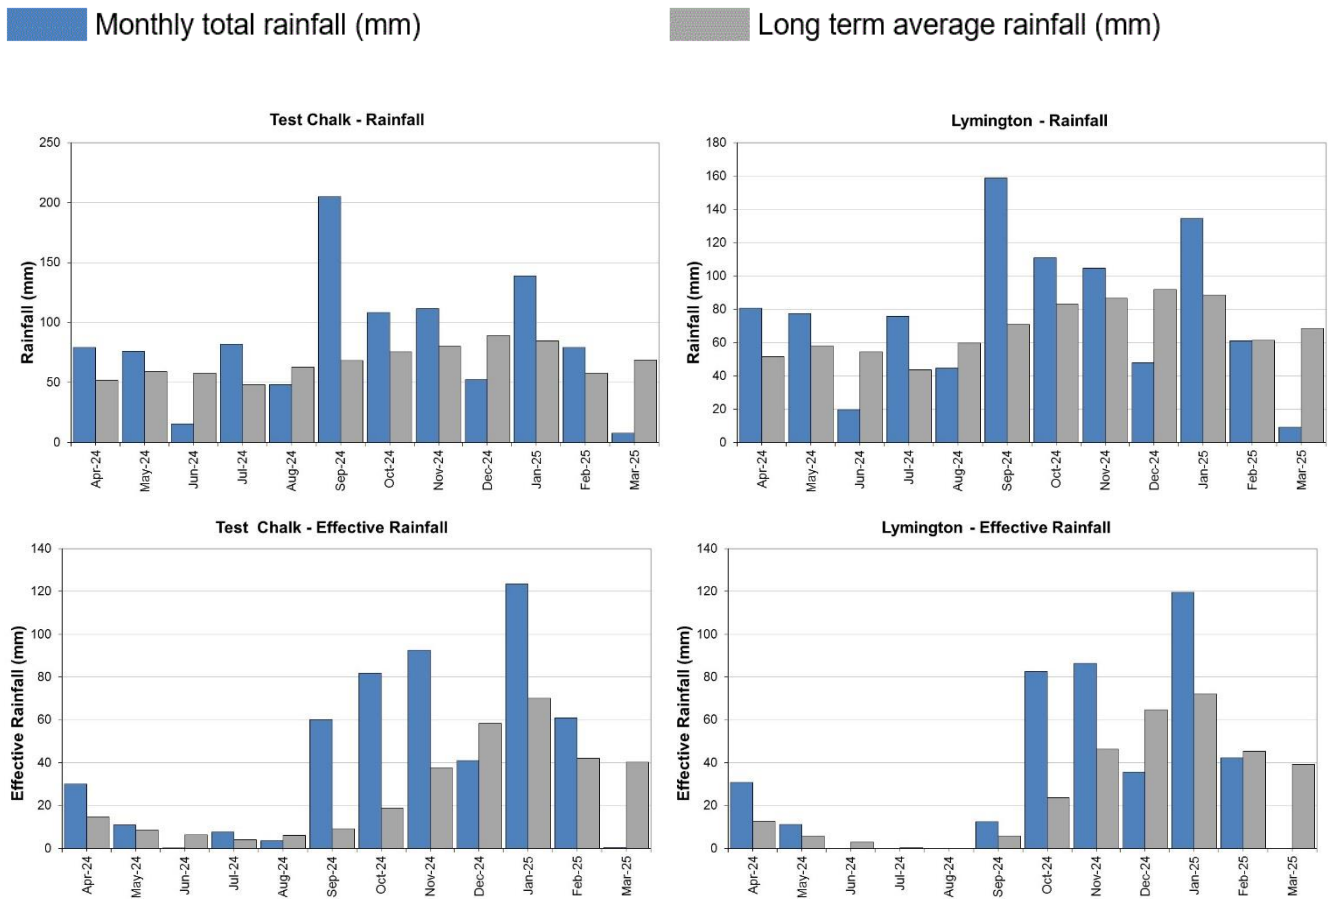 Monthly total rainfall (mm)
Long term average rainfall (mm)
Test Chalk - Rainfall
Rainfall (mm)
250
200
150
100
50
0
Apr-24
May-24
Jun-24
Jul-24
Aug-24
Sep-24
Oct-24
Nov-24
Dec-24
Jan-25
Feb-25
Mar-25
Lymington - Rainfall
Rainfall (mm)
180
160
140
120
100
80
60
40
20
0
Apr-24
May-24
Jun-24
Jul-24
Aug-24
Sep-24
Oct-24
Nov-24
Dec-24
Jan-25
Feb-25
Mar-25
Test Chalk - Effective Rainfall
Effective Rainfall (mm)
140
120
100
80
60
40
20
0
Apr-24
May-24
Jun-24
Jul-24
Aug-24
Sep-24
Oct-24
Nov-24
Dec-24
Jan-25
Feb-25
Mar-25
Lymington - Effective Rainfall
Effective Rainfall (mm)
140
120
100
80
60
40
20
0
Apr-24
May-24
Jun-24
Jul-24
Aug-24
Sep-24
Oct-24
Nov-24
Dec-24
Jan-25
Feb-25
Mar-25